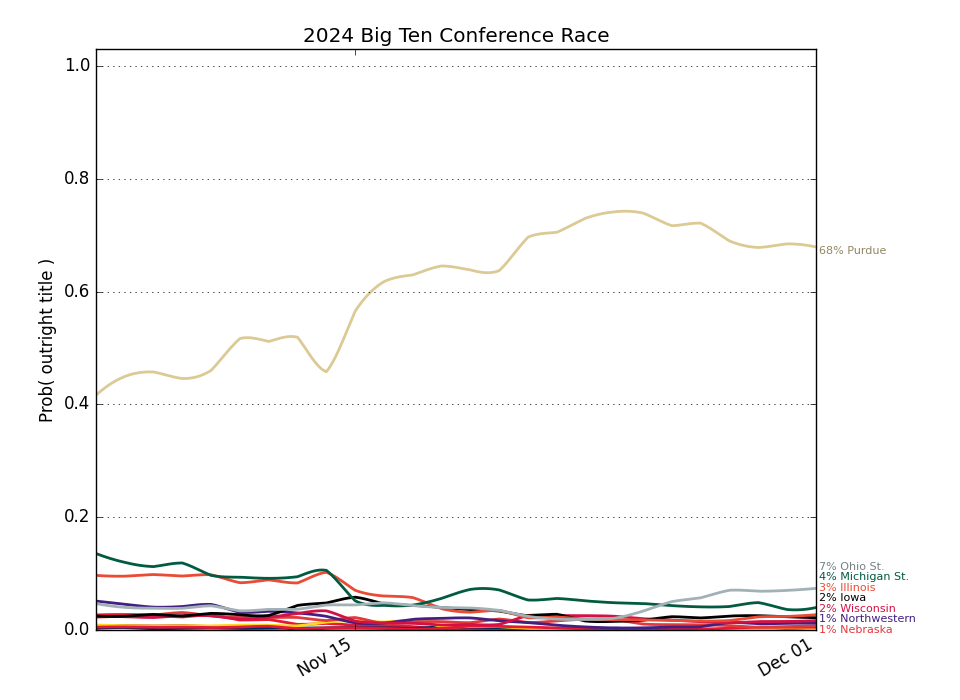 2024 Big Ten Conference Race
Prob( outright title )
1.0
0.8
0.6
0.4
0.2
0.0
Nov 15
Dec 01
68% Purdue
7% Ohio St.
4% Michigan St.
3% Illinois
2% Iowa
2% Wisconsin
1% Northwestern
1% Nebraska